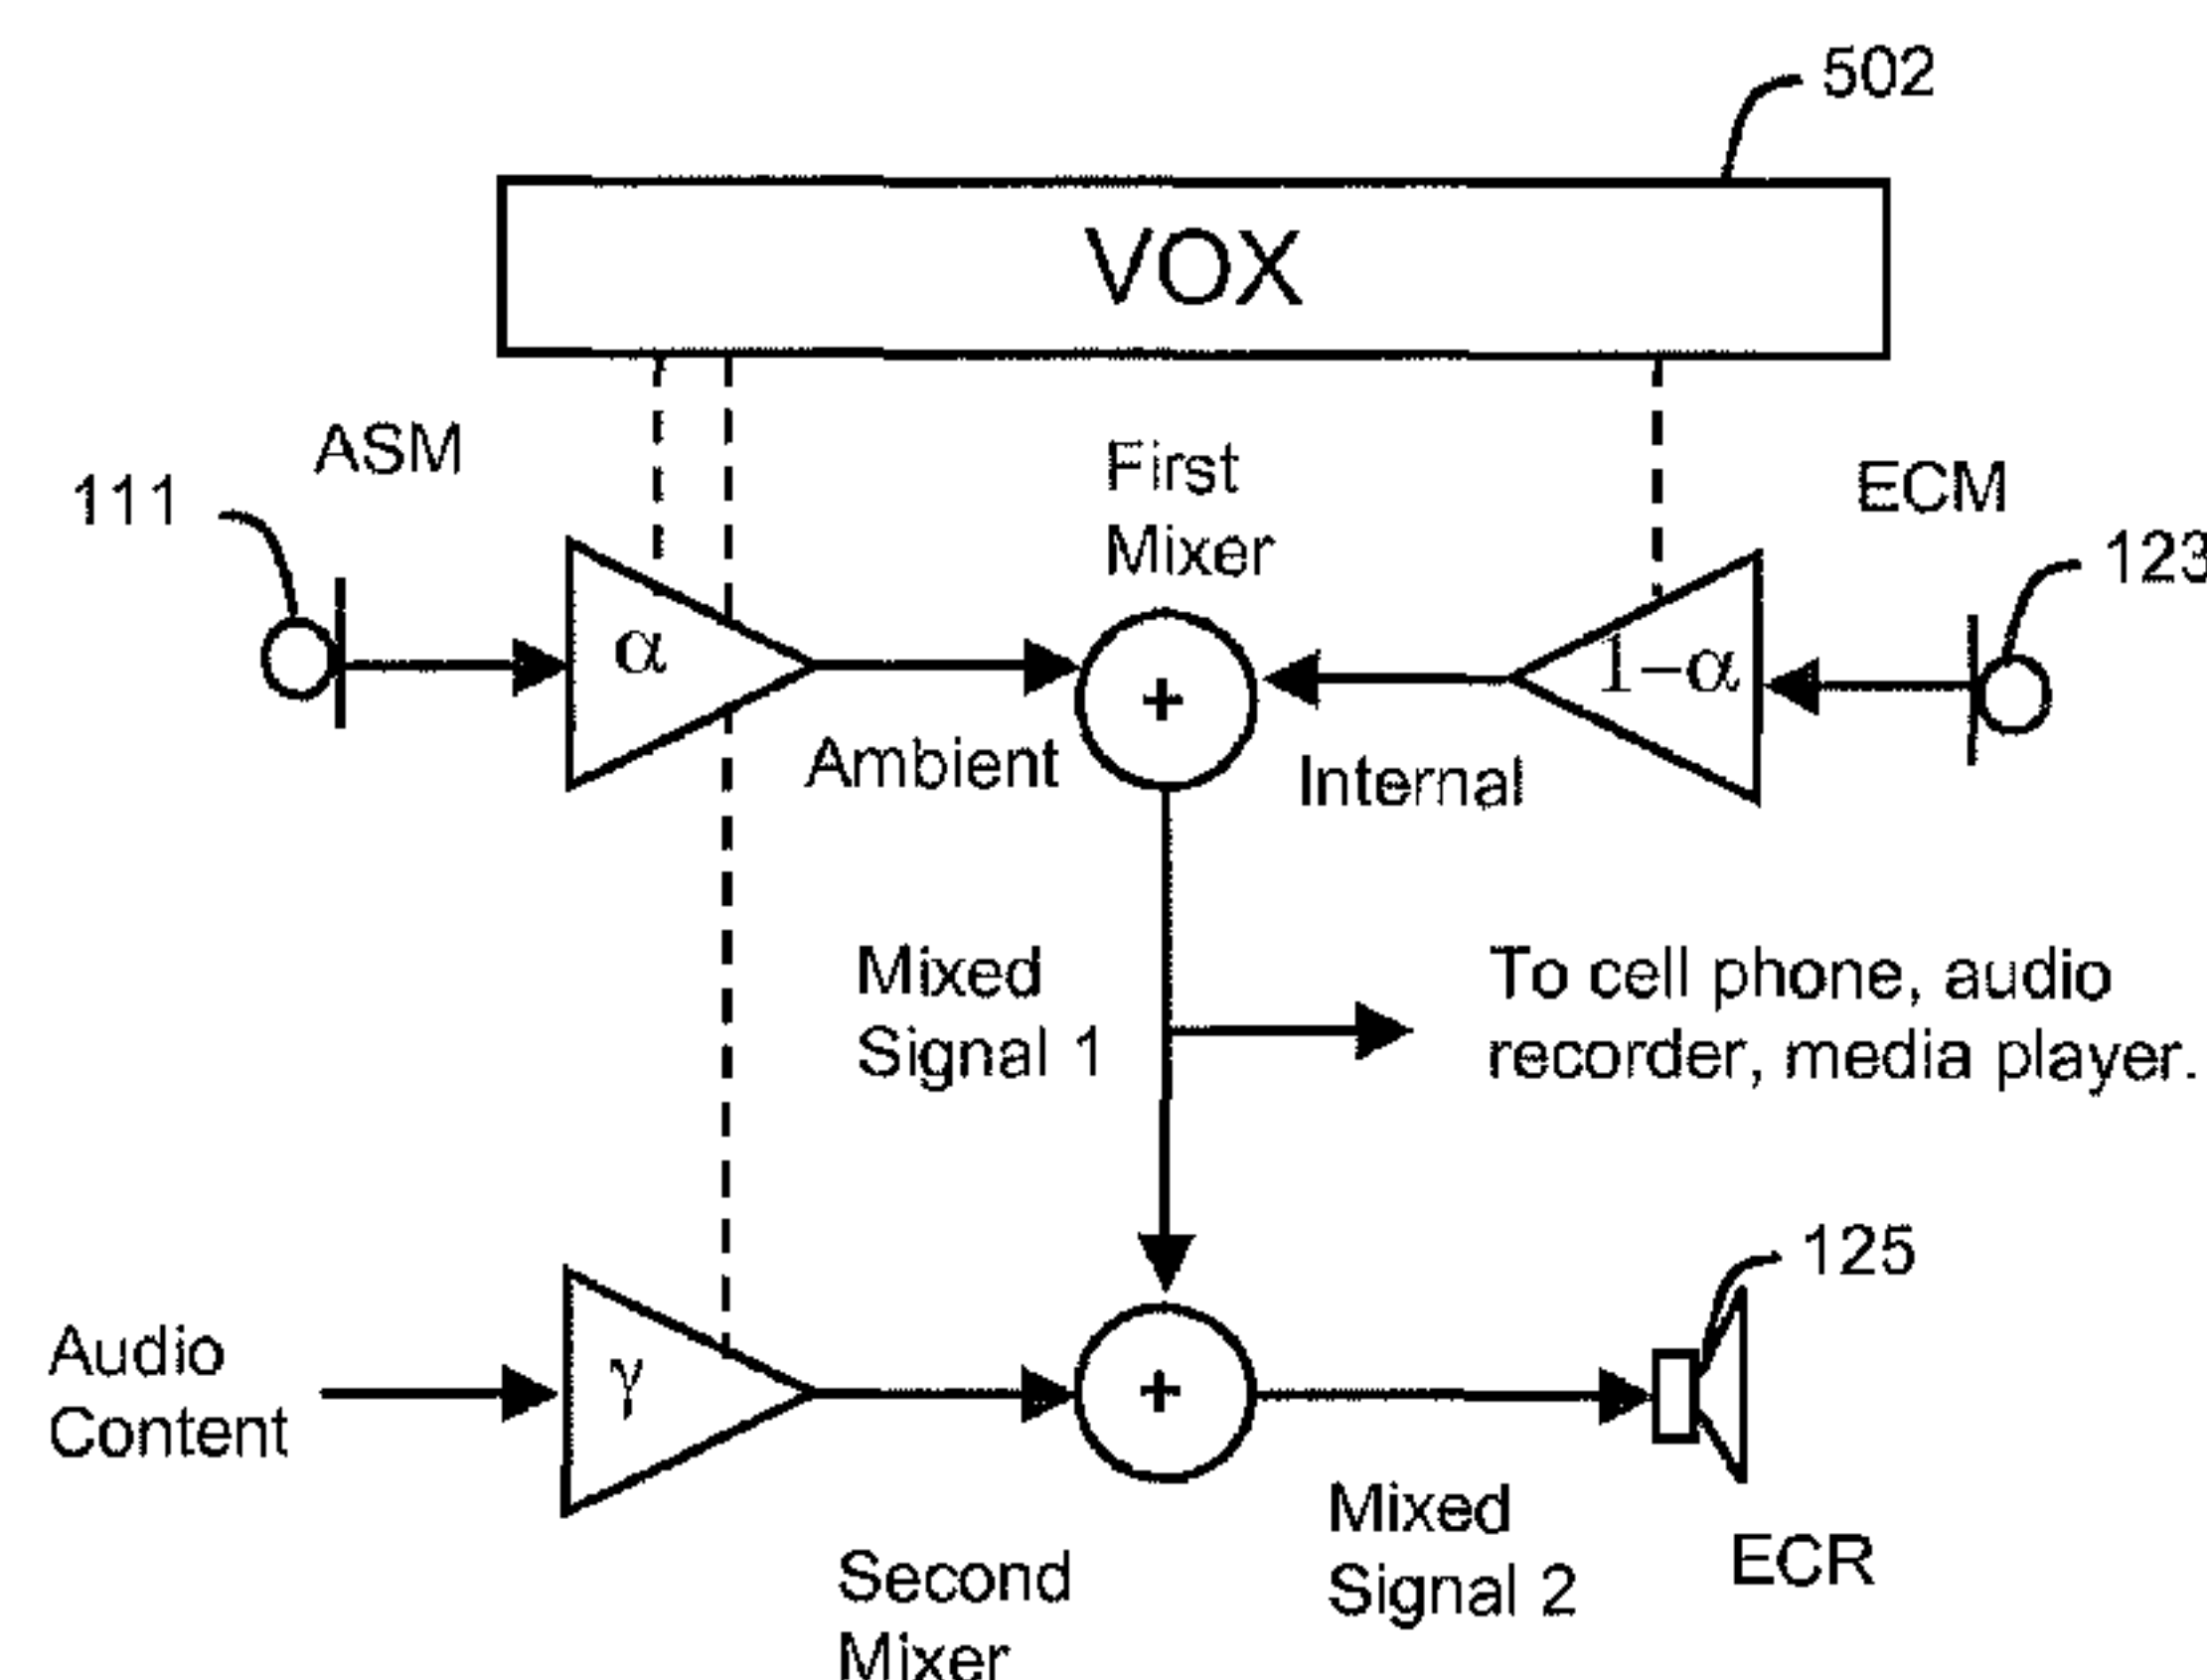 502
VOX
ASM
First
Mixer
ECM
111
123
α
+
1-α
Ambient
Internal
Mixed
Signal 1
To cell phone, audio
recorder, media player.
125
Audio
Content
γ
+
Mixed
Signal 2
ECR
Second
Mixer